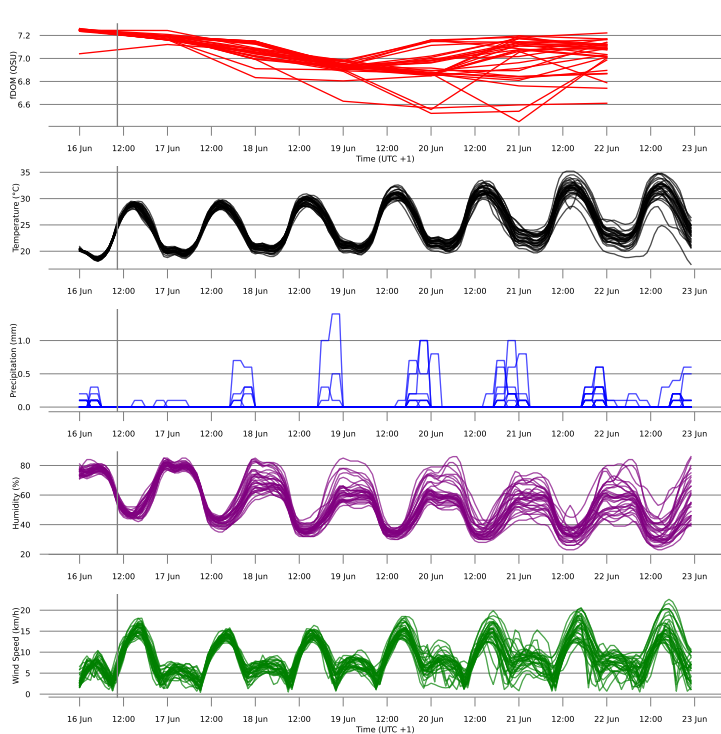 7.2
7.0
6.8
6.6
fDOM (QSU)
16 Jun 12:00 17 Jun 12:00 18 Jun 12:00 19 Jun 12:00 20 Jun 12:00 21 Jun 12:00 22 Jun 12:00 23 Jun
Time (UTC +1)
35
30
25
20
Temperature (°C)
16 Jun 12:00 17 Jun 12:00 18 Jun 12:00 19 Jun 12:00 20 Jun 12:00 21 Jun 12:00 22 Jun 12:00 23 Jun
1.0
0.5
0.0
Precipitation (mm)
16 Jun 12:00 17 Jun 12:00 18 Jun 12:00 19 Jun 12:00 20 Jun 12:00 21 Jun 12:00 22 Jun 12:00 23 Jun
80
60
40
20
Humidity (%)
16 Jun 12:00 17 Jun 12:00 18 Jun 12:00 19 Jun 12:00 20 Jun 12:00 21 Jun 12:00 22 Jun 12:00 23 Jun
20
15
10
5
0
Wind Speed (km/h)
16 Jun 12:00 17 Jun 12:00 18 Jun 12:00 19 Jun 12:00 20 Jun 12:00 21 Jun 12:00 22 Jun 12:00 23 Jun
Time (UTC +1)